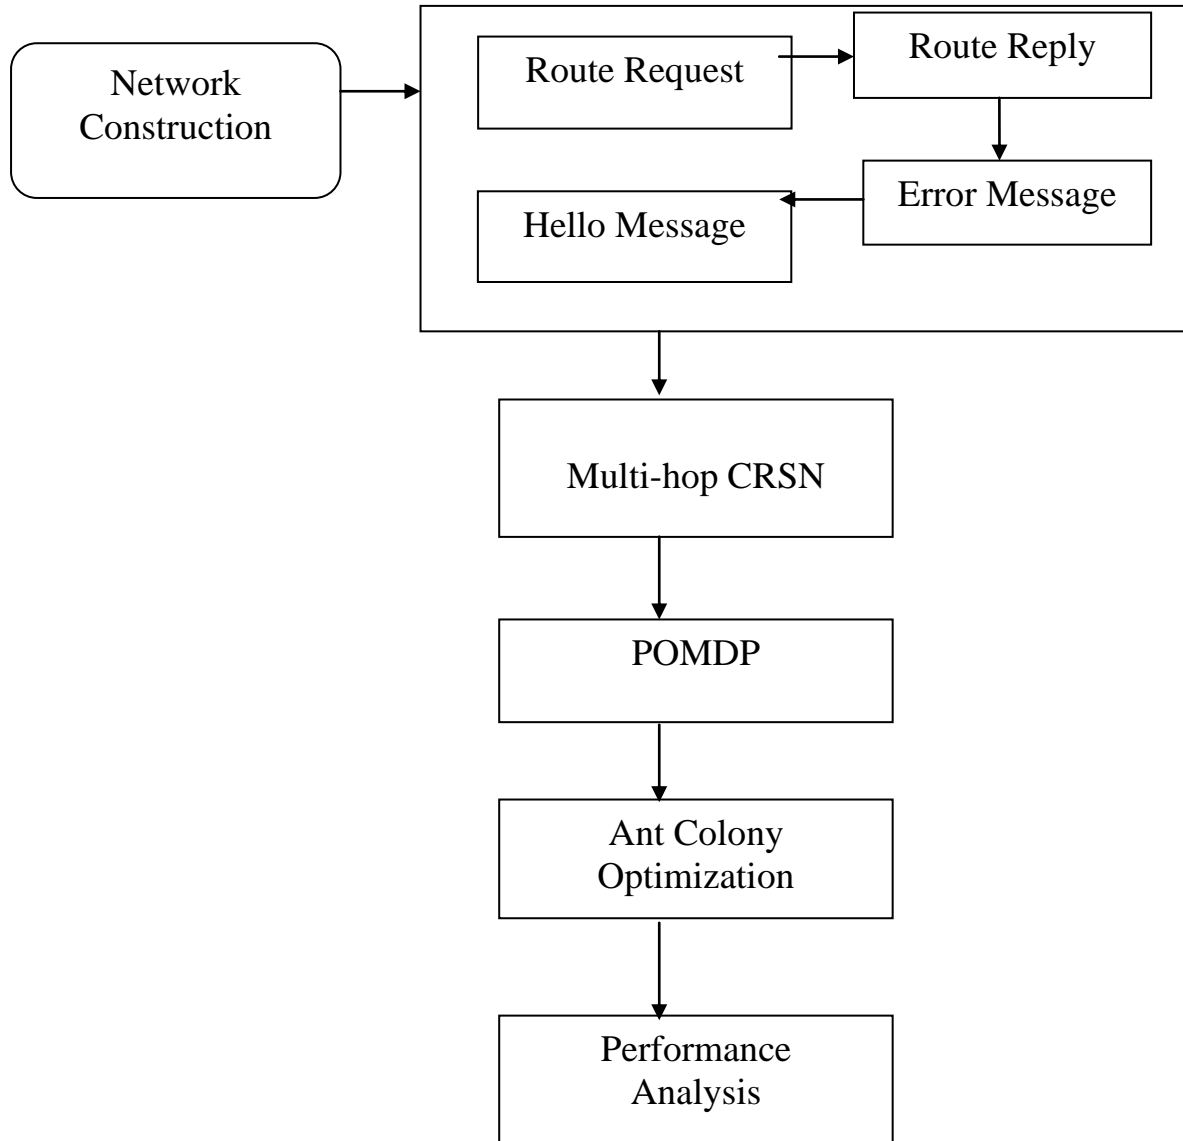 Network
Construction
Route Request
Route Reply
Error Message
Hello Message
Multi-hop CRSN
POMDP
Ant Colony
Optimization
Performance
Analysis